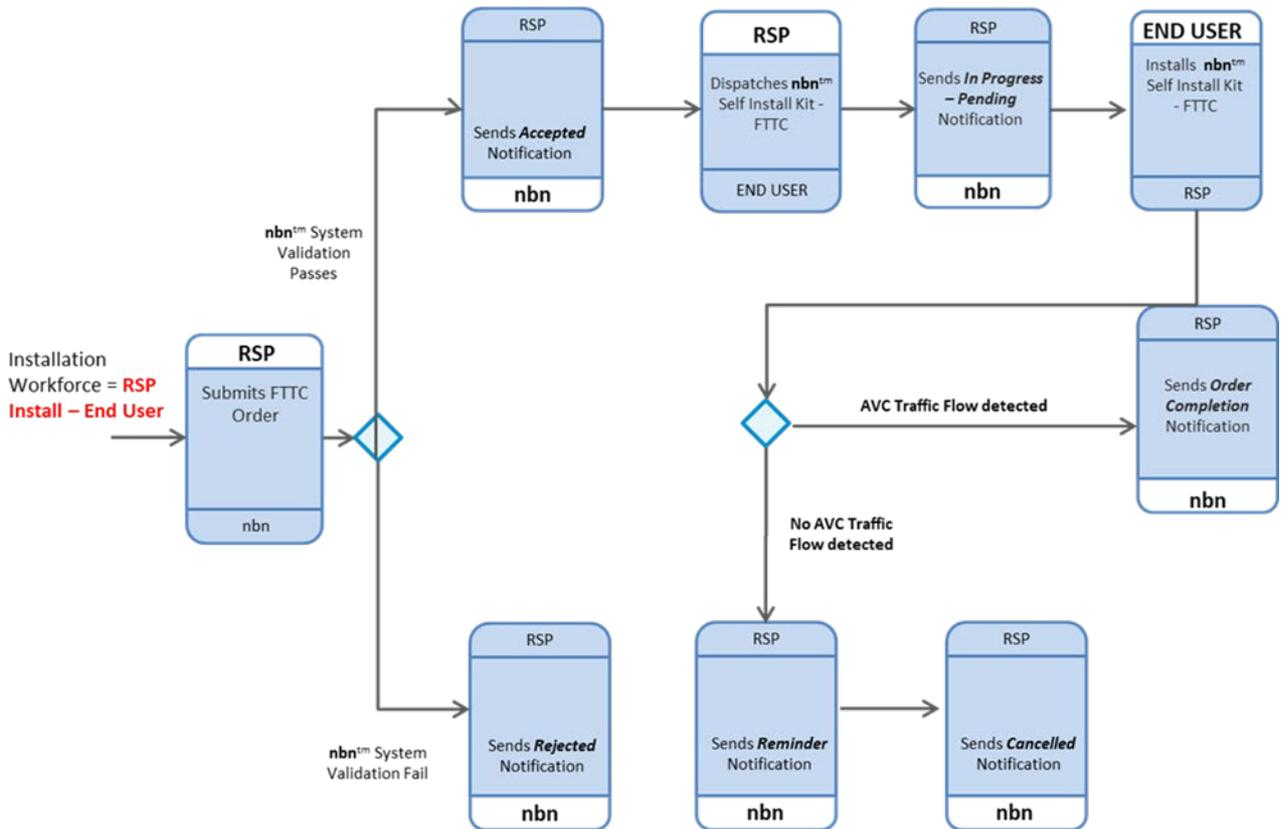 RSP
Sends Accepted
Notification
nbn
RSP
Dispatches nbn™
Self Install Kit -
FTTC
END USER
RSP
Sends In Progress
– Pending
Notification
nbn
END USER
Installs nbn™
Self Install Kit
- FTTC
RSP
nbn™ System
Validation
Passes
Installation
Workforce = RSP
Install – End User
RSP
Submits FTTC
Order
nbn
AVC Traffic Flow detected
RSP
Sends Order
Completion
Notification
nbn
No AVC Traffic
Flow detected
nbn™ System
Validation Fail
RSP
Sends Rejected
Notification
nbn
RSP
Sends Reminder
Notification
nbn
RSP
Sends Cancelled
Notification
nbn